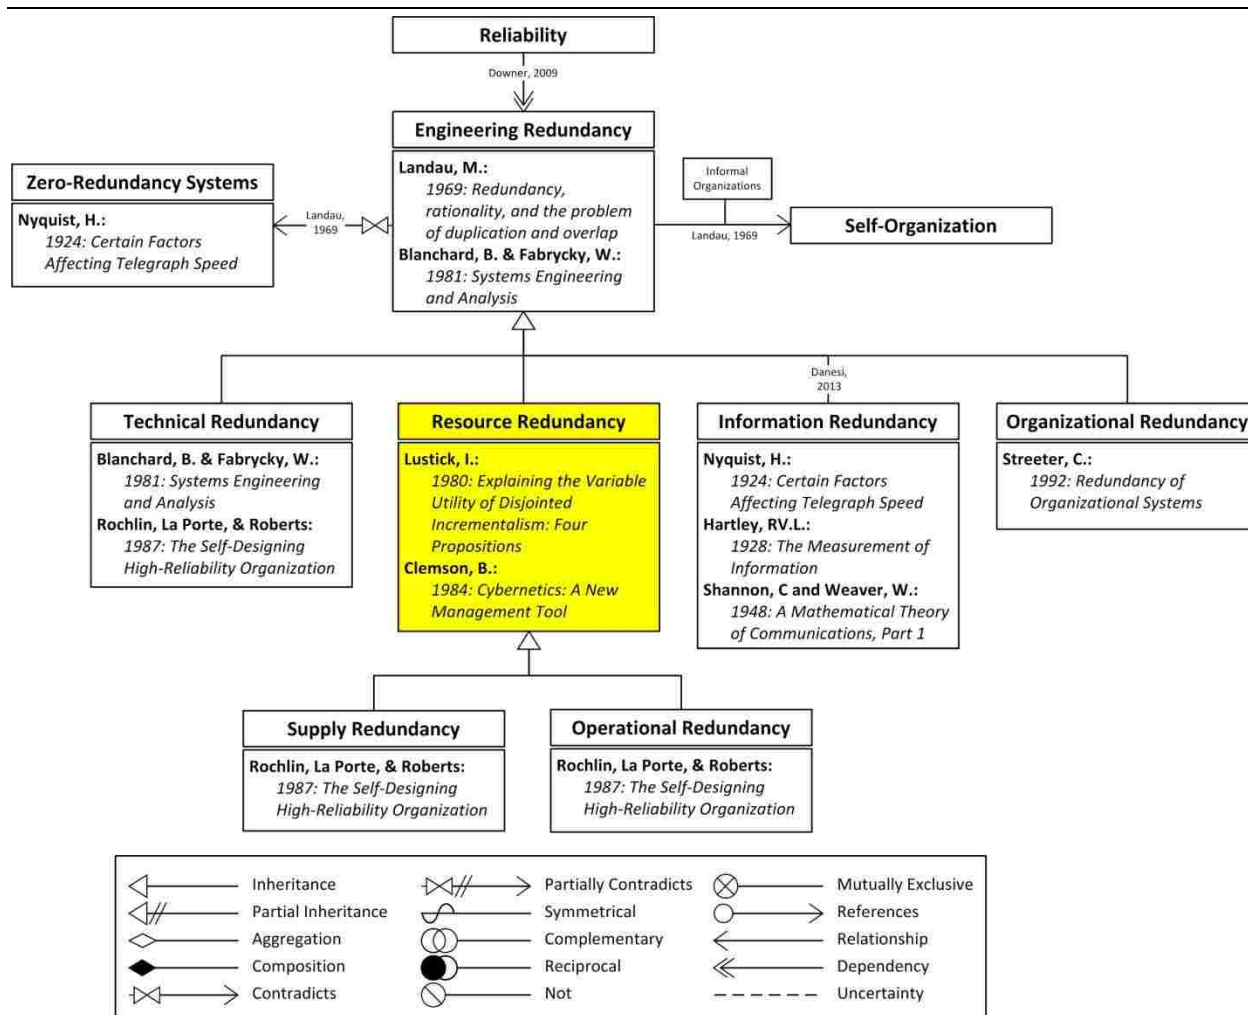 Reliability
Downer, 2009
Engineering Redundancy
Landau, M.:
1969: Redundancy,
rationality, and the problem
of duplication and overlap
Blanchard, B. & Fabrycky, W.:
1981: Systems Engineering
and Analysis
Zero-Redundancy Systems
Nyquist, H.:
1924: Certain Factors
Affecting Telegraph Speed
Landau,
1969
Informal
Organizations
Landau, 1969
Self-Organization
Danesi,
2013
Technical Redundancy
Blanchard, B. & Fabrycky, W.:
1981: Systems Engineering
and Analysis
Rochlin, La Porte, & Roberts:
1987: The Self-Designing
High-Reliability Organization
Resource Redundancy
Lustick, I.:
1980: Explaining the Variable
Utility of Disjointed
Incrementalism: Four
Propositions
Clemson, B.:
1984: Cybernetics: A New
Management Tool
Information Redundancy
Nyquist, H.:
1924: Certain Factors
Affecting Telegraph Speed
Hartley, RV.L.:
1928: The Measurement of
Information
Shannon, C and Weaver, W.:
1948: A Mathematical Theory
of Communications, Part 1
Organizational Redundancy
Streeter, C.:
1992: Redundancy of
Organizational Systems
Supply Redundancy
Rochlin, La Porte, & Roberts:
1987: The Self-Designing
High-Reliability Organization
Operational Redundancy
Rochlin, La Porte, & Roberts:
1987: The Self-Designing
High-Reliability Organization
Inheritance
Partial Inheritance
Aggregation
Composition
Contradicts
Partially Contradicts
Symmetrical
Complementary
Reciprocal
Not
Mutually Exclusive
References
Relationship
Dependency
Uncertainty